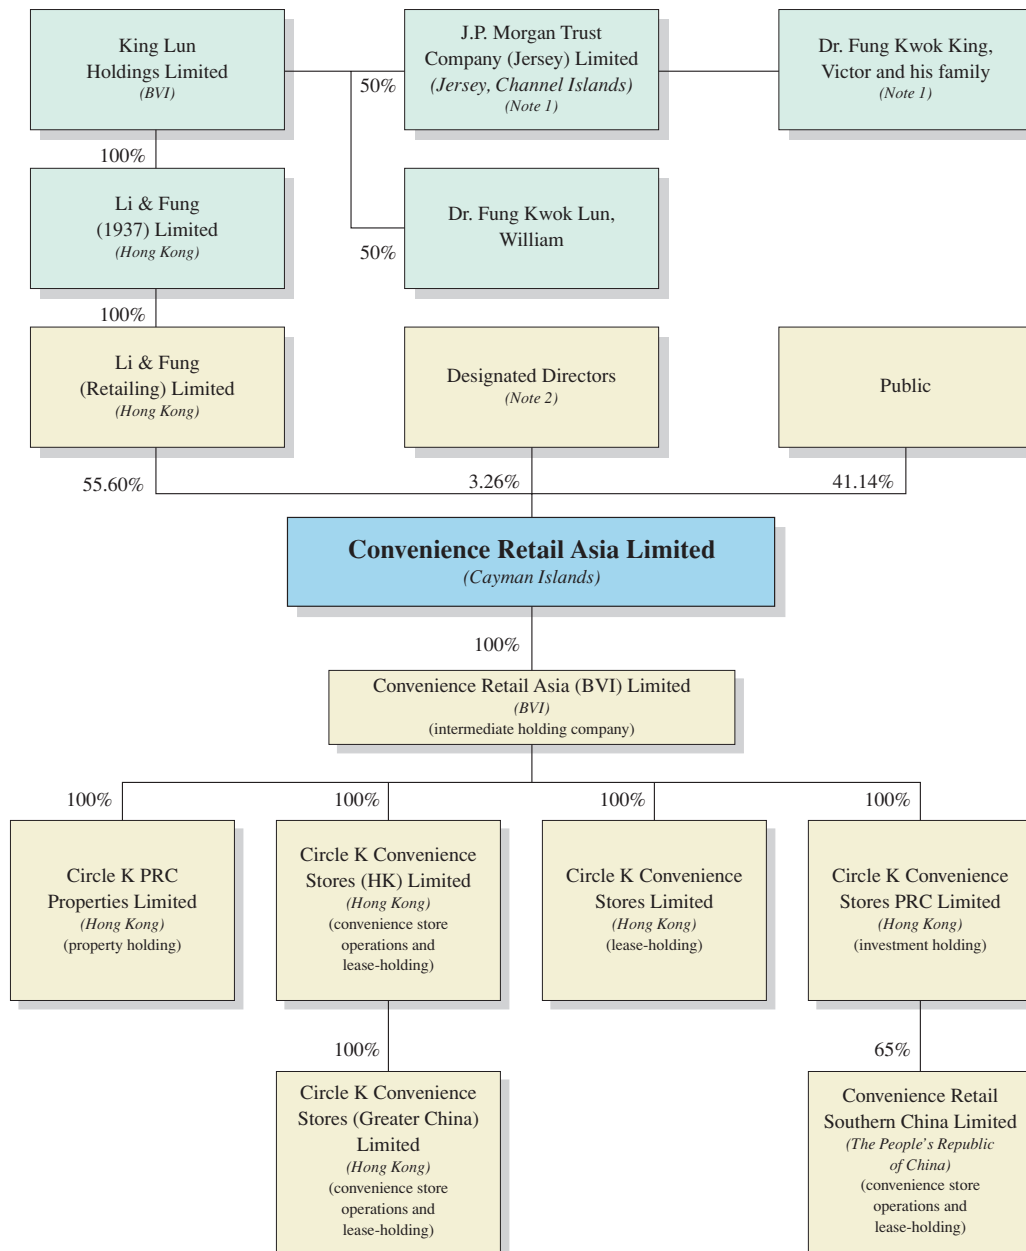 King Lun
Holdings Limited
(BVI)
J.P. Morgan Trust
Company (Jersey) Limited
(Jersey, Channel Islands)
(Note 1)
Dr. Fung Kwok King,
Victor and his family
(Note 1)
50%
100%
Li & Fung
(1937) Limited
(Hong Kong)
Dr. Fung Kwok Lun,
William
50%
100%
Li & Fung
(Retailing) Limited
(Hong Kong)
Designated Directors
(Note 2)
Public
55.60%
3.26%
41.14%
Convenience Retail Asia Limited
(Cayman Islands)
100%
Convenience Retail Asia (BVI) Limited
(BVI)
(intermediate holding company)
100%
100%
100%
100%
Circle K PRC
Properties Limited
(Hong Kong)
(property holding)
Circle K Convenience
Stores (HK) Limited
(Hong Kong)
(convenience store
operations and
lease-holding)
Circle K Convenience
Stores Limited
(Hong Kong)
(lease-holding)
Circle K Convenience
Stores PRC Limited
(Hong Kong)
(investment holding)
100%
65%
Circle K Convenience
Stores (Greater China)
Limited
(Hong Kong)
(convenience store
operations and
lease-holding)
Convenience Retail
Southern China Limited
(The People's Republic
of China)
(convenience store
operations and
lease-holding)